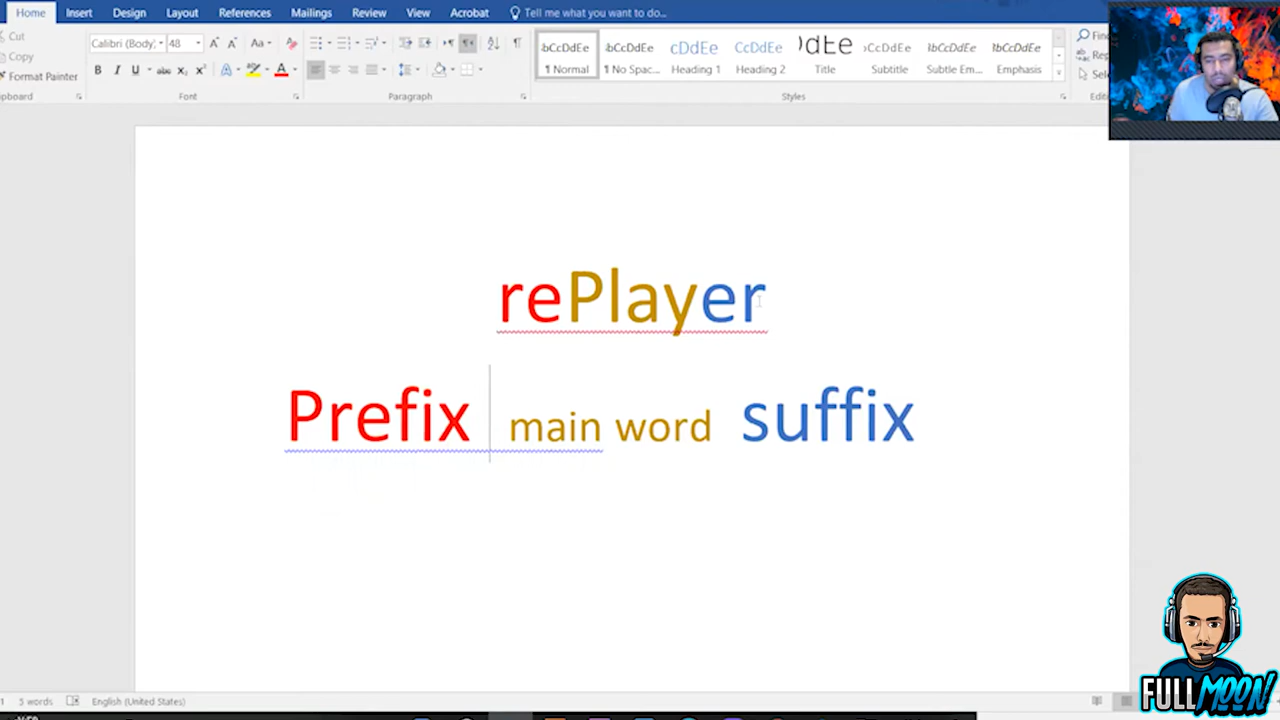 Home Insert Design Layout References Mailings Review View Acrobat Tell me what you want to do...
Cut
Copy
Format Painter
Calibri (Body) 48
Font Paragraph Styles
¶ Normal ¶ No Spac... Heading 1 Heading 2 Title Subtitle Subtle Em... Emphasis
rePlayer
Prefix main word suffix
5 words English (United States)
FULLMOON